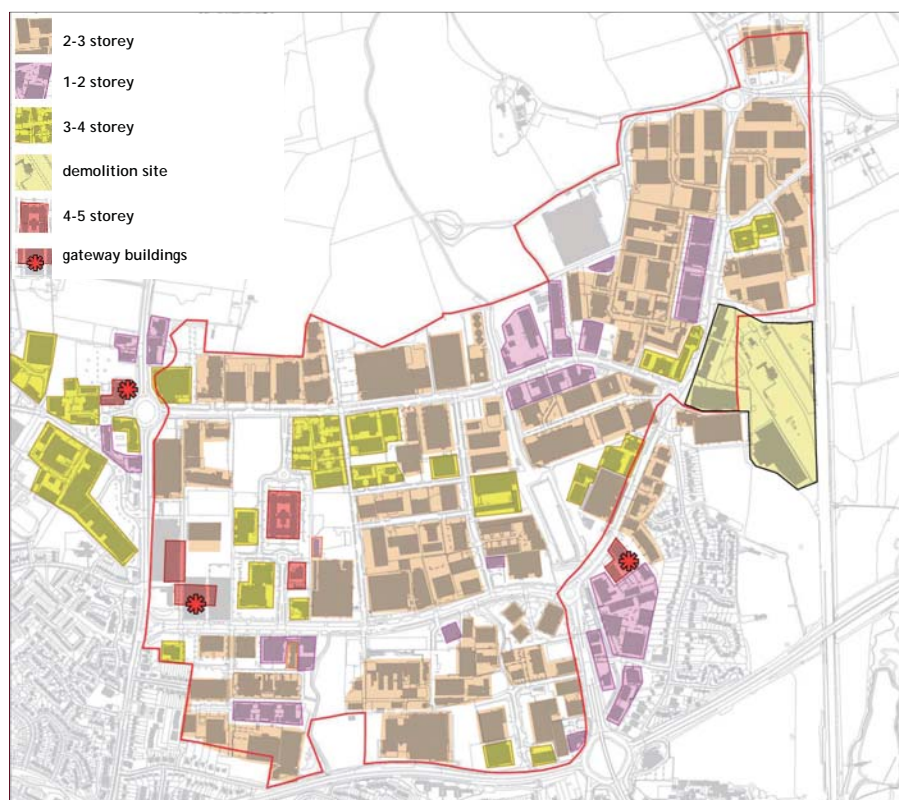 2-3 storey
1-2 storey
3-4 storey
demolition site
4-5 storey
gateway buildings